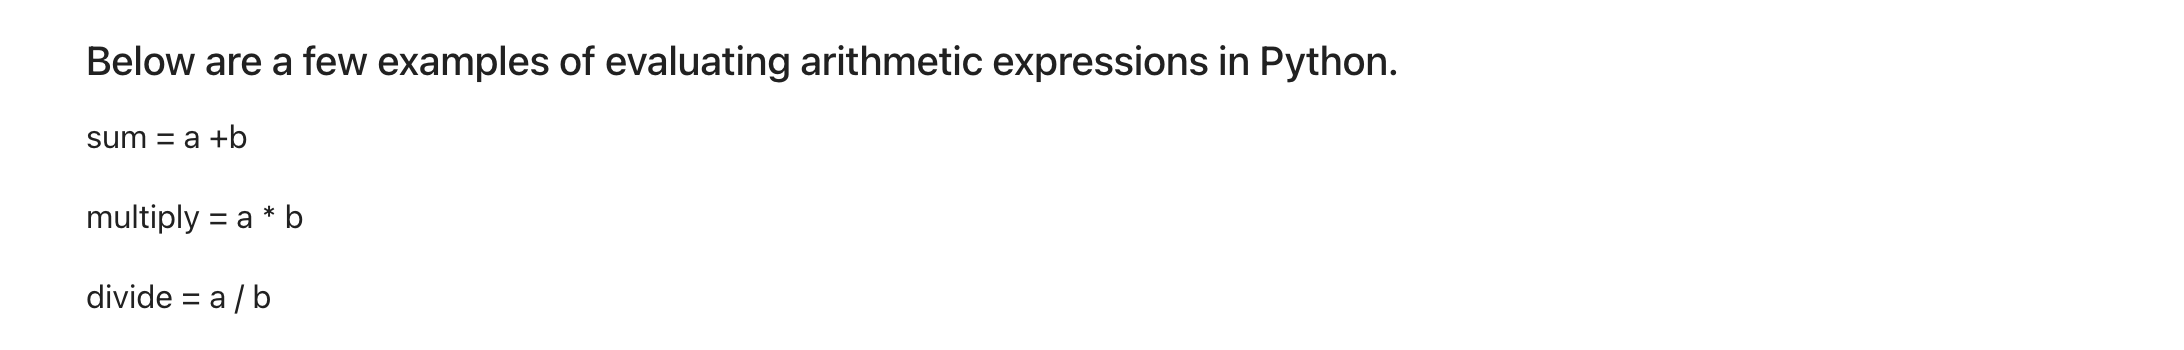 Below are a few examples of evaluating arithmetic expressions in Python.
sum = a +b
multiply = a * b
divide = a / b